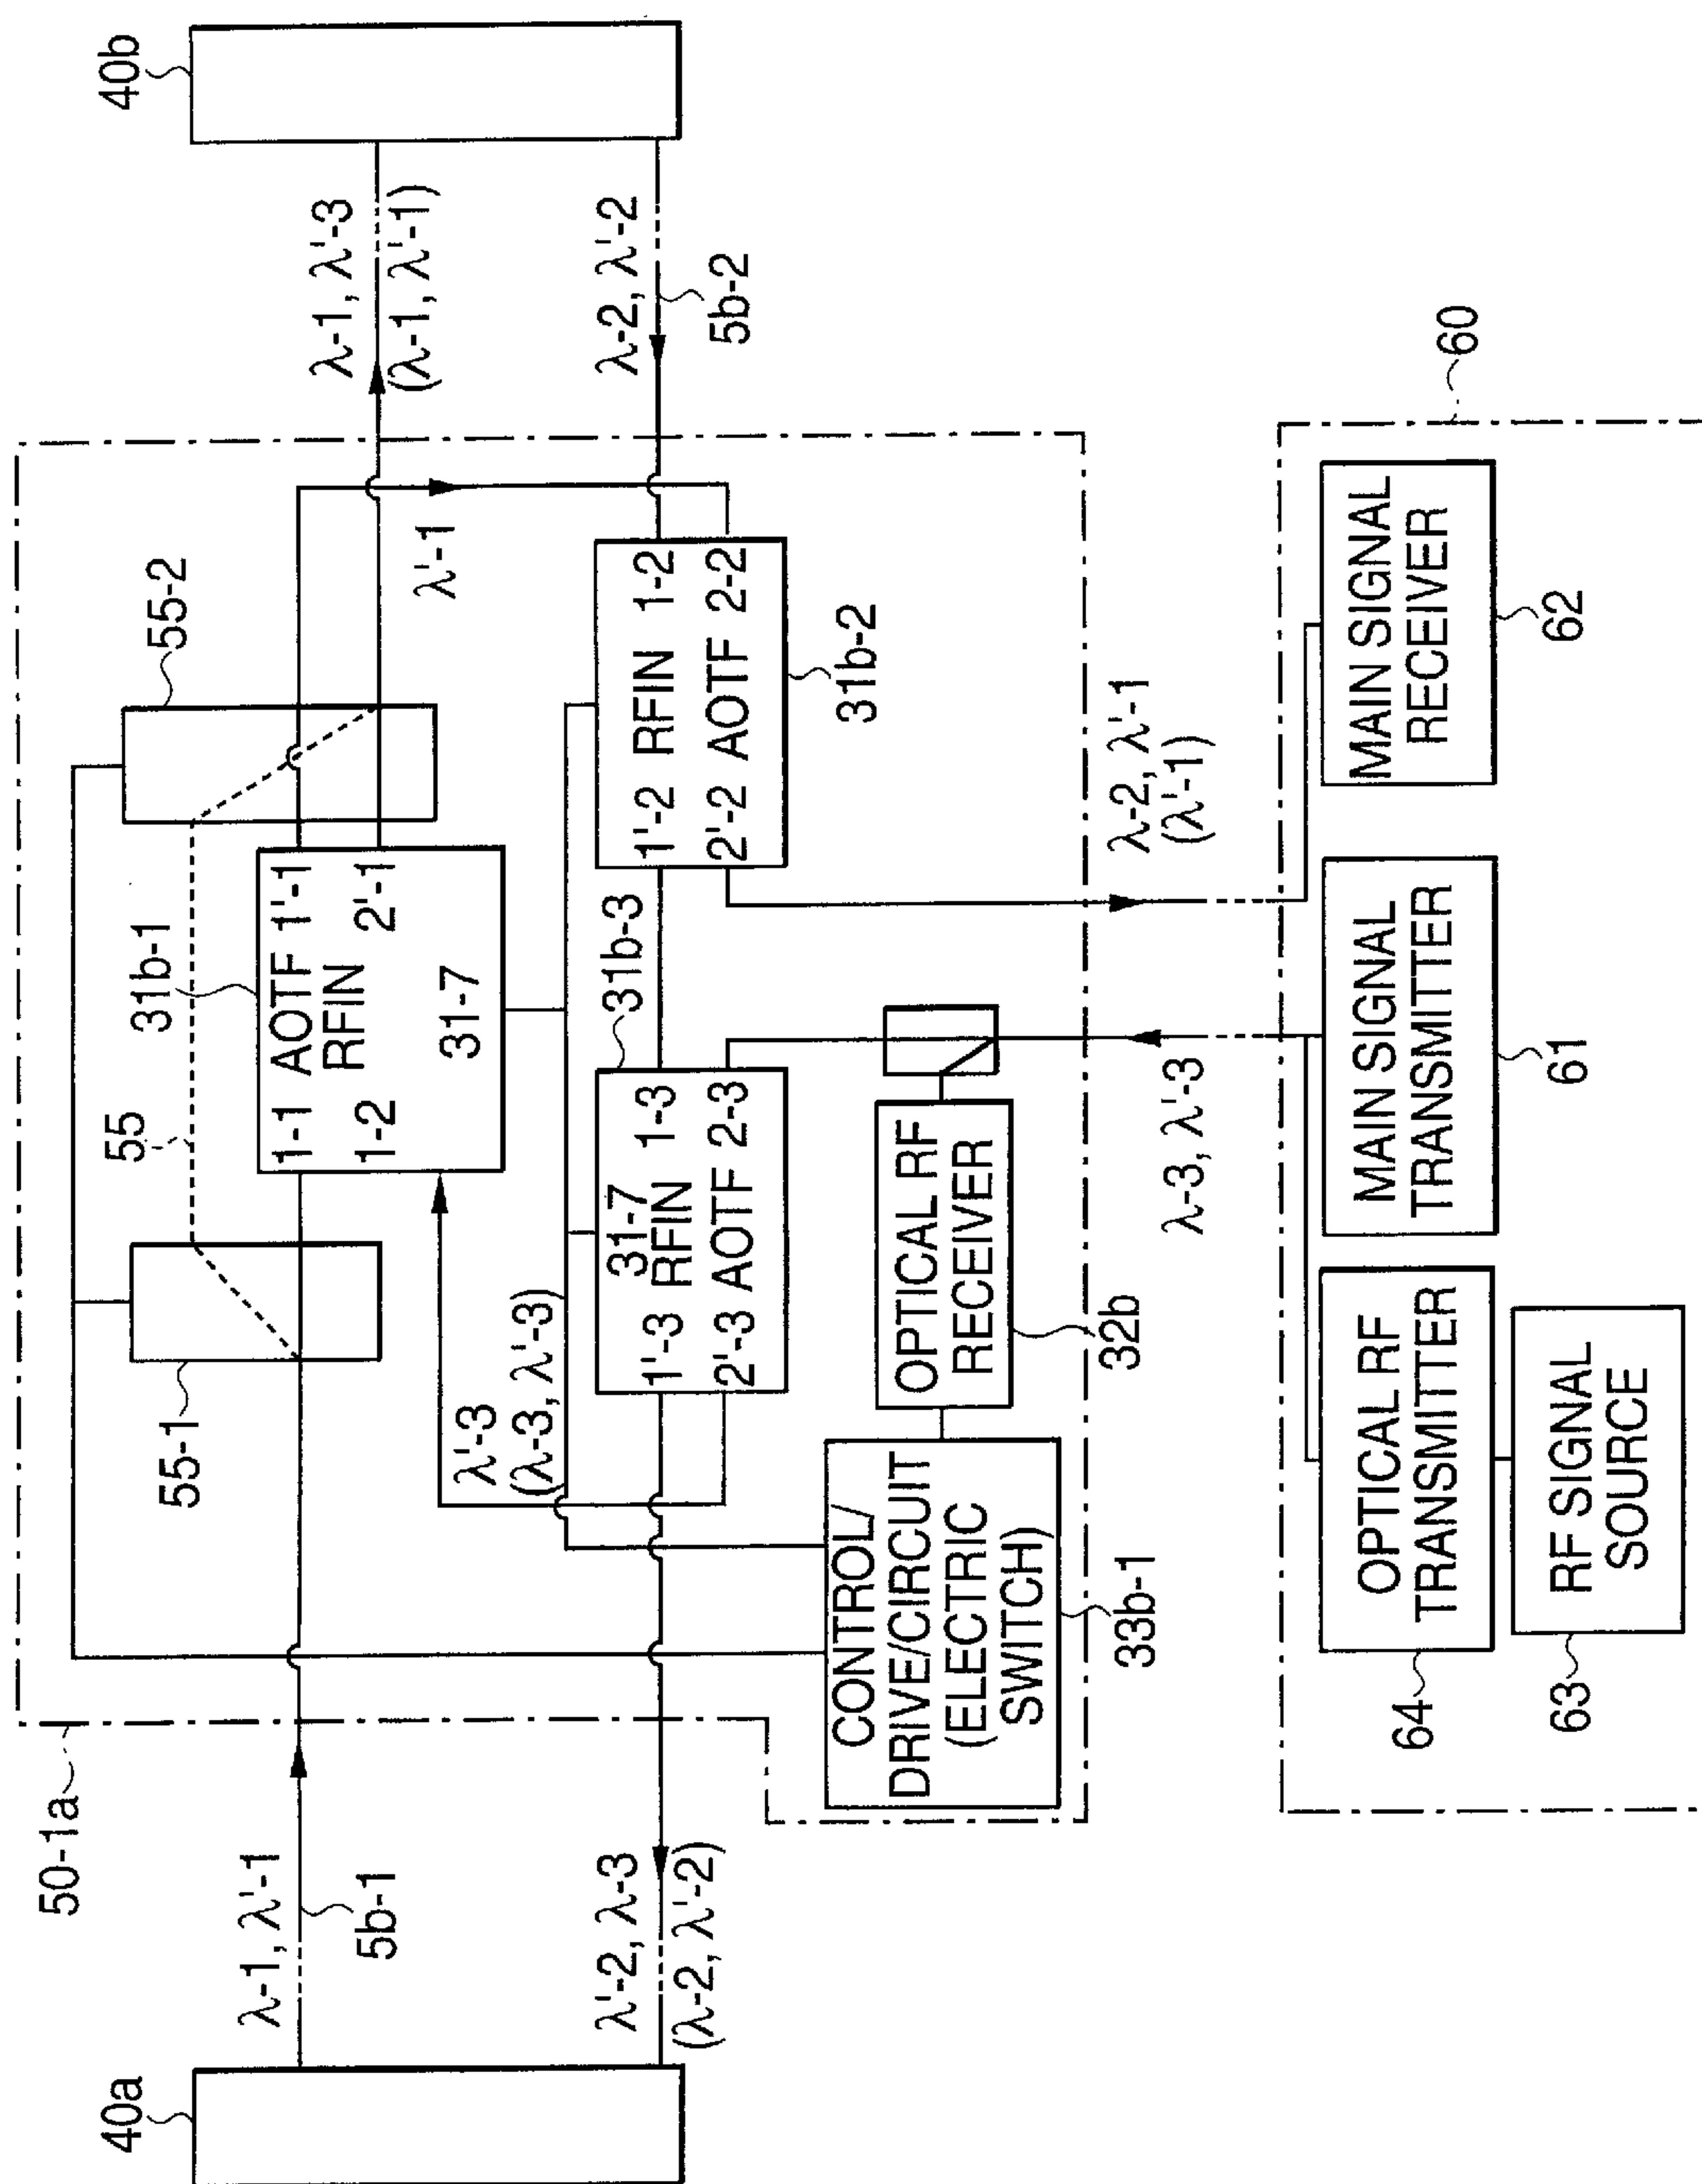 50-1a
40a
λ-1, λ'-1
5b-1
λ'-2, λ-3
(λ-2, λ'-2)
55-1
55
31b-1
55-2
1-1 AOTF 1'-1
RFIN
1-2 2'-1
31-7
λ'-1
λ-1, λ'-3
(λ-1, λ'-1)
40b
λ-2, λ'-2
5b-2
λ'-3
(λ-3, λ'-3)
31-7
1'-3 RFIN 1-3
2'-3 AOTF 2-3
31b-3
1'-2 RFIN 1-2
2'-2 AOTF 2-2
31b-2
CONTROL/
DRIVE/CIRCUIT
(ELECTRIC
SWITCH)
33b-1
OPTICAL RF
RECEIVER
32b
λ-3, λ'-3
λ-2, λ'-1
(λ'-1)
60
OPTICAL RF
TRANSMITTER
64
RF SIGNAL
SOURCE
63
MAIN SIGNAL
TRANSMITTER
61
MAIN SIGNAL
RECEIVER
62